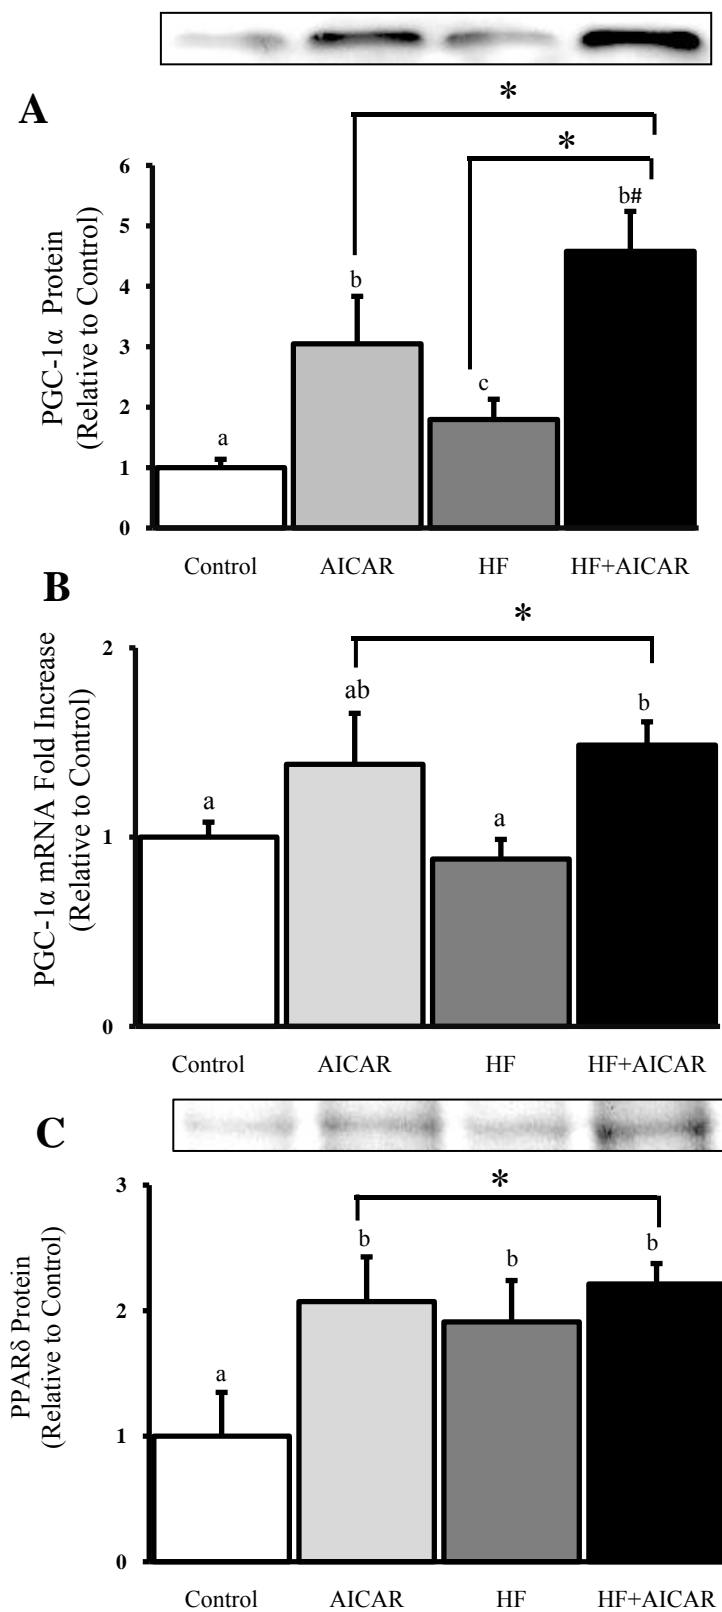 A
*
*
6
5
4
3
2
1
0
PGC-1α Protein
(Relative to Control)
a
b
c
b#
Control AICAR HF HF+AICAR
B
*
2
1
0
PGC-1α mRNA Fold Increase
(Relative to Control)
a
ab
a
b
Control AICAR HF HF+AICAR
C
*
3
2
1
0
PPARδ Protein
(Relative to Control)
a
b
b
b
Control AICAR HF HF+AICAR